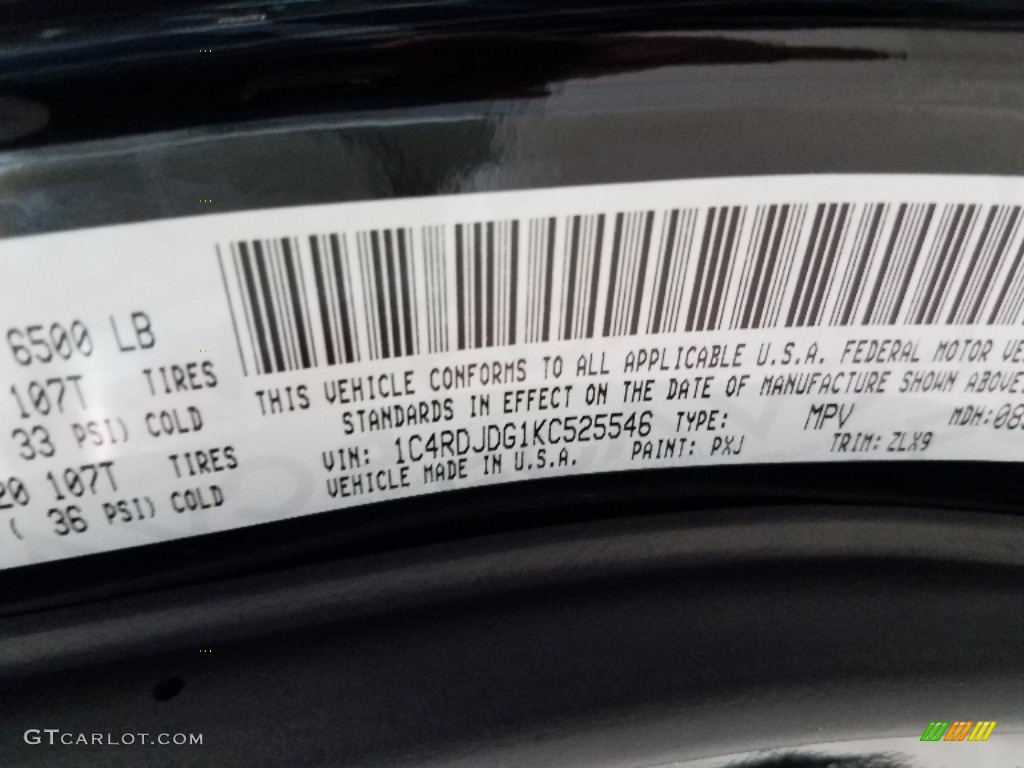 6500 LB
107T TIRES
33 PSI) COLD
20 107T TIRES
( 36 PSI) COLD
THIS VEHICLE CONFORMS TO ALL APPLICABLE U.S.A. FEDERAL MOTOR VE
STANDARDS IN EFFECT ON THE DATE OF MANUFACTURE SHOWN ABOVE
VIN: 1C4RDJDG1KC525546 TYPE: MPV MDH:08
VEHICLE MADE IN U.S.A. PAINT: PXJ TRIM: ZLX9
GTCARLOT.COM